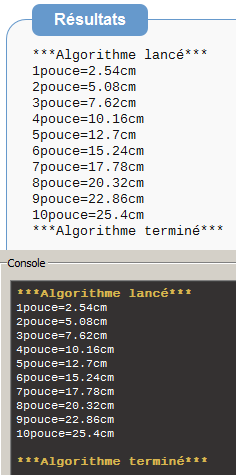 Résultats
***Algorithme lancé***
1pouce=2.54cm
2pouce=5.08cm
3pouce=7.62cm
4pouce=10.16cm
5pouce=12.7cm
6pouce=15.24cm
7pouce=17.78cm
8pouce=20.32cm
9pouce=22.86cm
10pouce=25.4cm
***Algorithme terminé***
Console
***Algorithme lancé***
1pouce=2.54cm
2pouce=5.08cm
3pouce=7.62cm
4pouce=10.16cm
5pouce=12.7cm
6pouce=15.24cm
7pouce=17.78cm
8pouce=20.32cm
9pouce=22.86cm
10pouce=25.4cm
***Algorithme terminé***